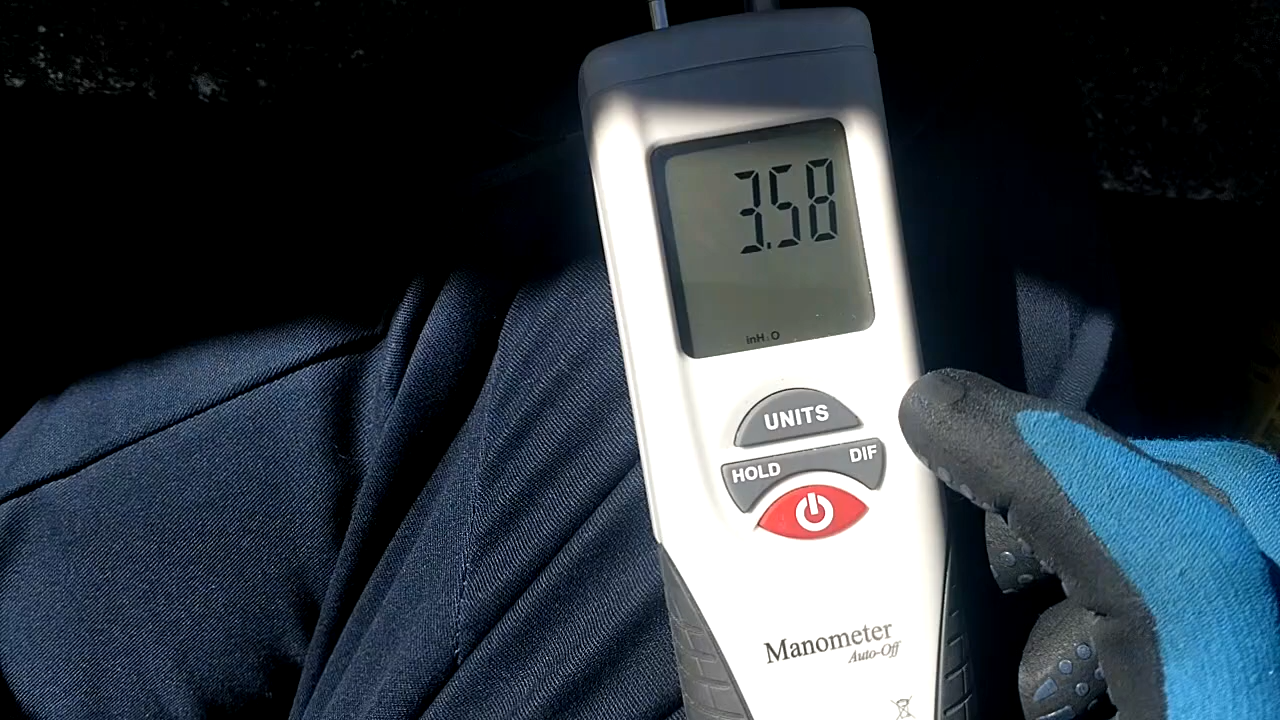 3.58
inH₂O
UNITS
HOLD DIF
Manometer
Auto-Off